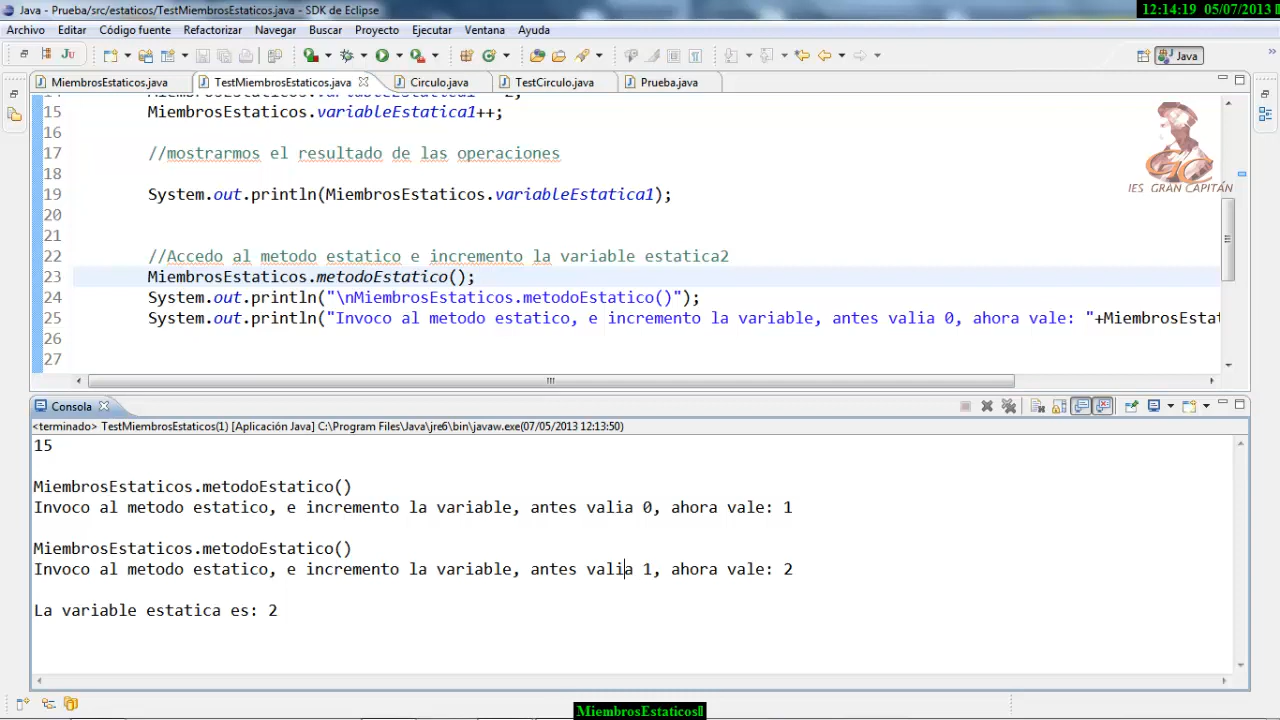 Java - Prueba/src/estaticos/TestMiembrosEstaticos.java - SDK de Eclipse
12:14:19 05/07/2013
Archivo Editar Código fuente Refactorizar Navegar Buscar Proyecto Ejecutar Ventana Ayuda
Java
MiembrosEstaticos.java TestMiembrosEstaticos.java Circulo.java TestCirculo.java Prueba.java
15 MiembrosEstaticos.variableEstatica1++;
16
17 //mostrarmos el resultado de las operaciones
18
19 System.out.println(MiembrosEstaticos.variableEstatica1);
20
21
22 //Accedo al metodo estatico e incremento la variable estatica2
23 MiembrosEstaticos.metodoEstatico();
24 System.out.println("\nMiembrosEstaticos.metodoEstatico()");
25 System.out.println("Invoco al metodo estatico, e incremento la variable, antes valia 0, ahora vale: "+MiembrosEstat
26
27
IES GRAN CAPITÁN
Consola
<terminado> TestMiembrosEstaticos(1) [Aplicación Java] C:\Program Files\Java\jre6\bin\javaw.exe(07/05/2013 12:13:50)
15
MiembrosEstaticos.metodoEstatico()
Invoco al metodo estatico, e incremento la variable, antes valia 0, ahora vale: 1
MiembrosEstaticos.metodoEstatico()
Invoco al metodo estatico, e incremento la variable, antes valia 1, ahora vale: 2
La variable estatica es: 2
MiembrosEstaticos